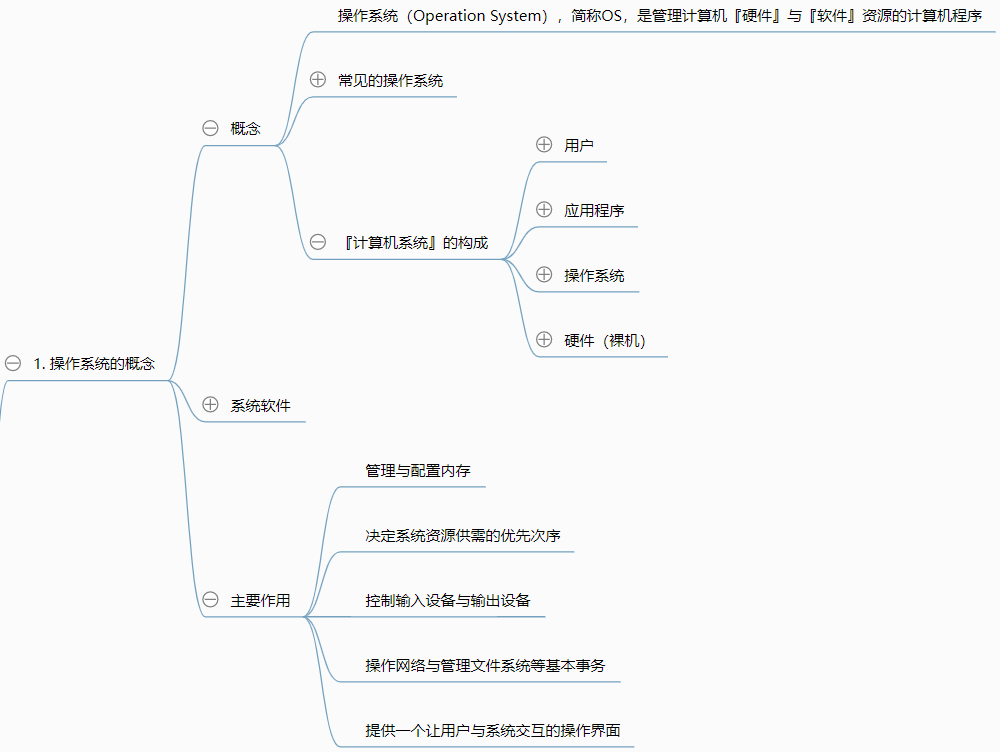 操作系统（Operation System），简称OS，是管理计算机『硬件』与『软件』资源的计算机程序
常见的操作系统
概念
用户
应用程序
『计算机系统』的构成
操作系统
硬件（裸机）
1. 操作系统的概念
系统软件
管理与配置内存
决定系统资源供需的优先次序
主要作用
控制输入设备与输出设备
操作网络与管理文件系统等基本事务
提供一个让用户与系统交互的操作界面